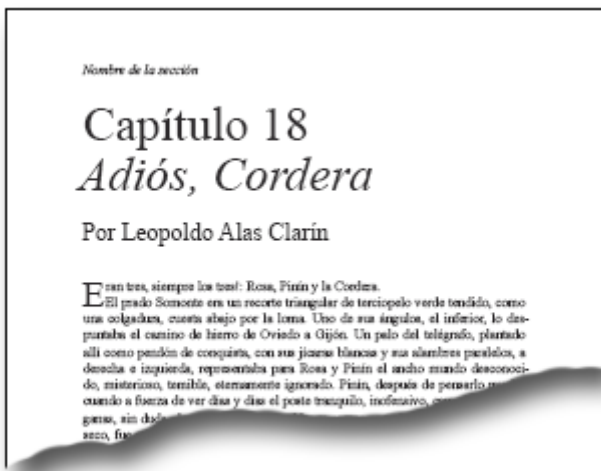 Nombre de la sección
Capítulo 18
Adiós, Cordera
Por Leopoldo Alas Clarín
Eran tres, siempre los tres!: Rosa, Pinín y la Cordera.
El prado Somonte era un recorte triangular de terciopelo verde tendido, como
una colgadura, cuesta abajo por la loma. Uno de sus ángulos, el inferior, lo des-
puntaba el camino de hierro de Oviedo a Gijón. Un palo del telégrafo, plantado
allí como pendón de conquista, con sus jícaras blancas y sus alambres paralelos, a
derecha e izquierda, representaba para Rosa y Pinín el ancho mundo desconoci-
do, misterioso, temible, eternamente ignorado. Pinín, después de pensarlo
cuando a fuerza de ver días y días el poste tranquilo, inofensivo,
ganas, sin
seco,